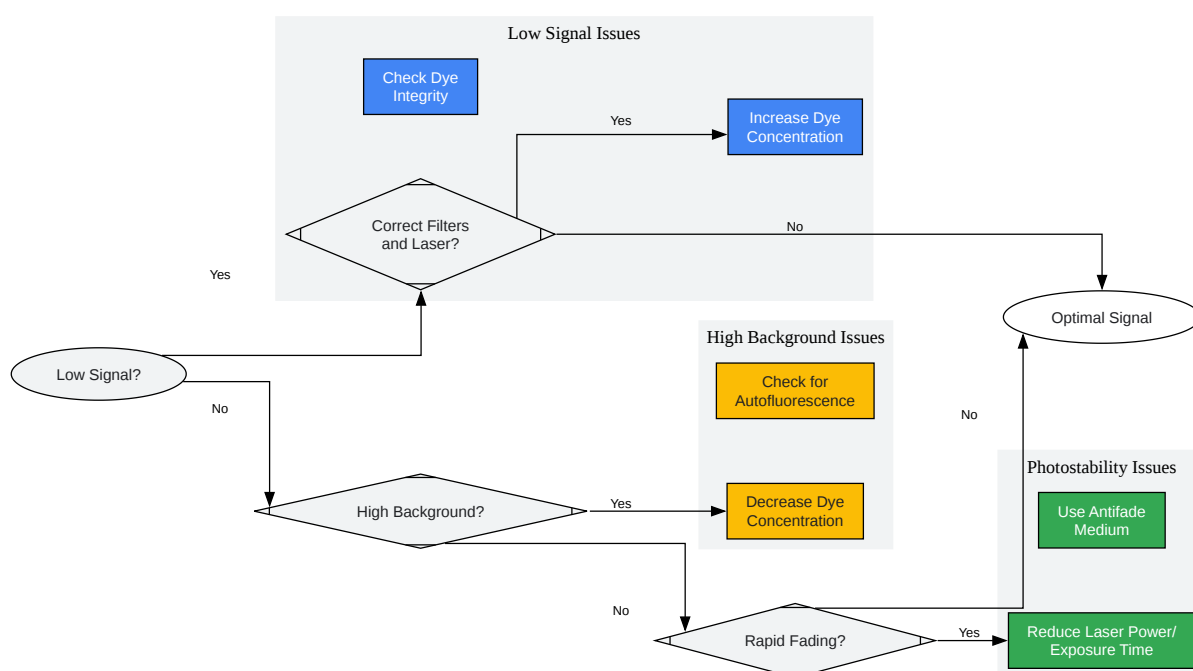 Low Signal Issues
Check Dye
Integrity
Yes
Increase Dye
Concentration
Correct Filters
and Laser?
No
Yes
Optimal Signal
Low Signal?
No
High Background Issues
Check for
Autofluorescence
No
Photostability Issues
High Background?
Yes
Decrease Dye
Concentration
Use Antifade
Medium
No
Rapid Fading?
Yes
Reduce Laser Power/
Exposure Time